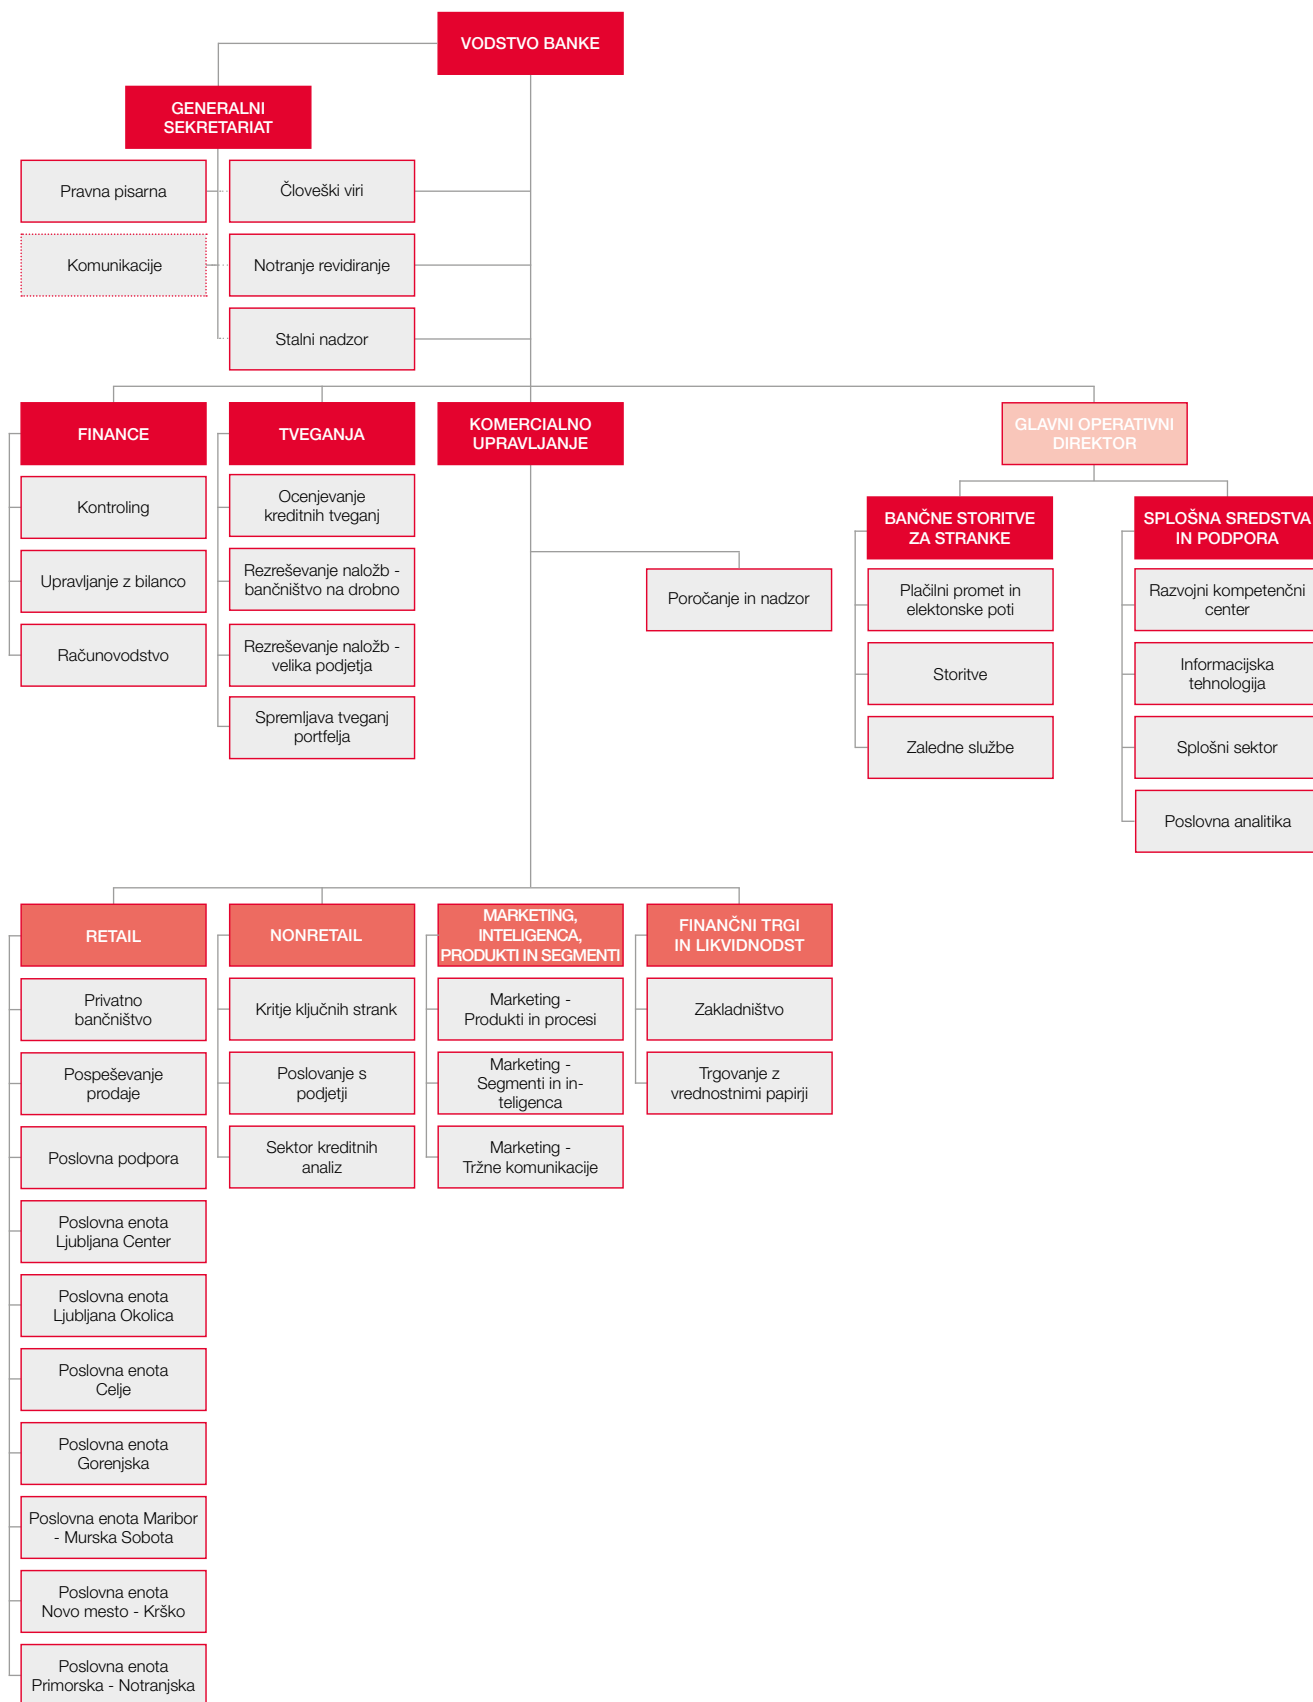 VODSTVO BANKE
GENERALNI
SEKRETARIAT
Pravna pisarna
Človeški viri
Komunikacije
Notranje revidiranje
Stalni nadzor
FINANCE
Kontroling
Upravljanje z bilanco
Računovodstvo
TVEGANJA
Ocenjevanje
kreditnih tveganj
Rezreševanje naložb -
bančništvo na drobno
Rezreševanje naložb -
velika podjetja
Spremljava tveganj
portfelja
KOMERCIALNO
UPRAVLJANJE
Poročanje in nadzor
GLAVNI OPERATIVNI
DIREKTOR
BANČNE STORITVE
ZA STRANKE
Plačilni promet in
elektonske poti
Storitve
Zaledne službe
SPLOŠNA SREDSTVA
IN PODPORA
Razvojni kompetenčni
center
Informacijska
tehnologija
Splošni sektor
Poslovna analitika
RETAIL
Privatno
bančništvo
Pospeševanje
prodaje
Poslovna podpora
Poslovna enota
Ljubljana Center
Poslovna enota
Ljubljana Okolica
Poslovna enota
Celje
Poslovna enota
Gorenjska
Poslovna enota Maribor
- Murska Sobota
Poslovna enota
Novo mesto - Krško
Poslovna enota
Primorska - Notranjska
NONRETAIL
Kritje ključnih strank
Poslovanje s
podjetji
Sektor kreditnih
analiz
MARKETING,
INTELIGENCA,
PRODUKTI IN SEGMENTI
Marketing -
Produkti in procesi
Marketing -
Segmenti in in-
teligenca
Marketing -
Tržne komunikacije
FINANČNI TRGI
IN LIKVIDNODST
Zakladništvo
Trgovanje z
vrednostnimi papirji